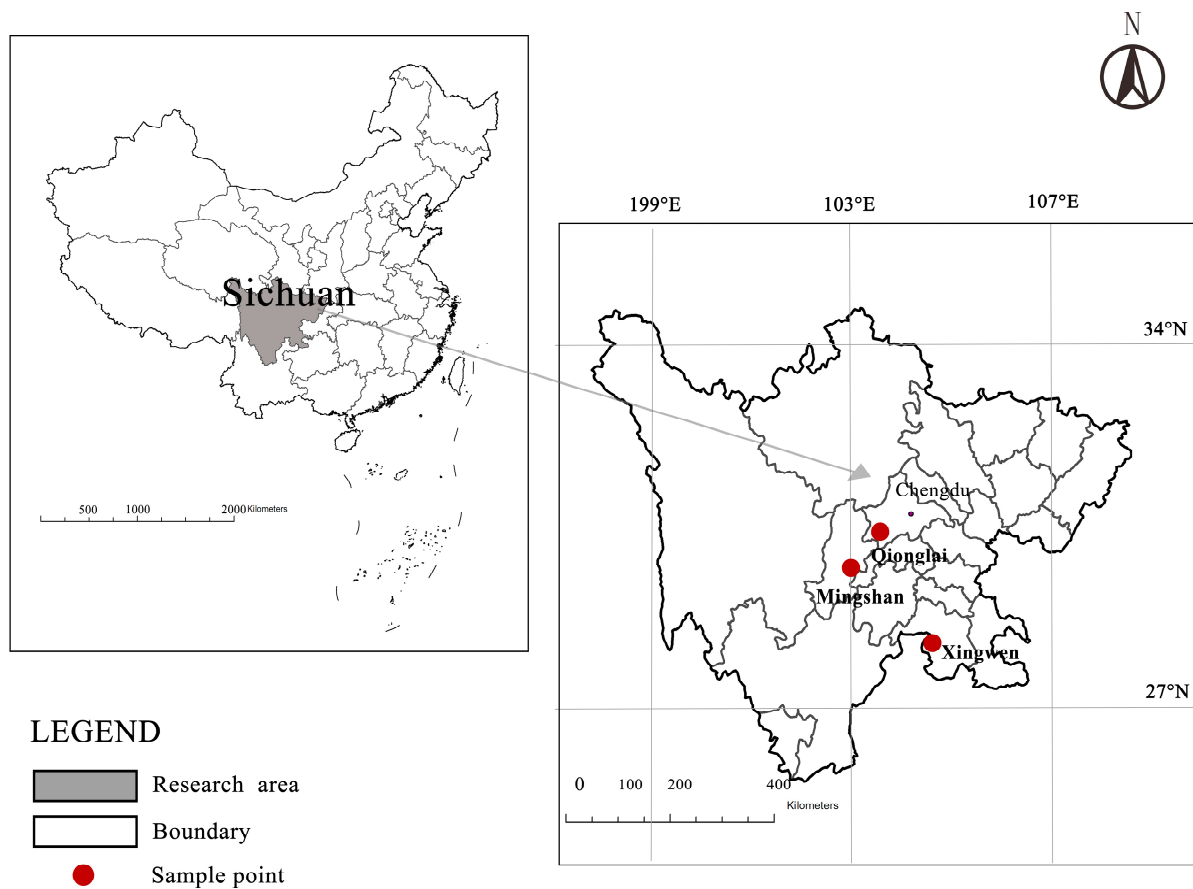 N
199°E 103°E 107°E
34°N
Sichuan
Chengdu
Qionglai
Mingshan
Xingwen
27°N
500 1000 2000 Kilometers
0 100 200 400
Kilometers
LEGEND
Research area
Boundary
Sample point